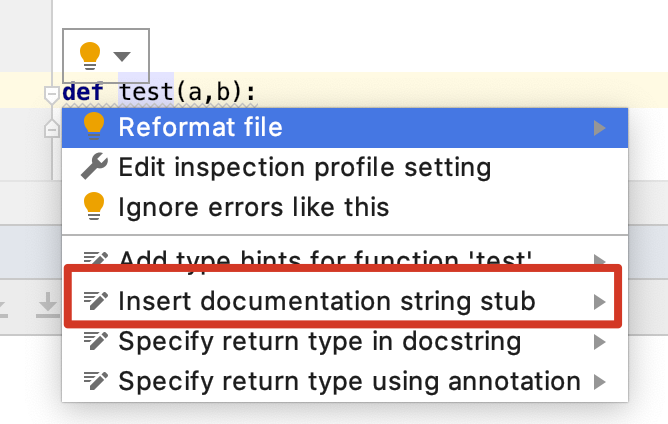 def test(a,b):
Reformat file
Edit inspection profile setting
Ignore errors like this
Add type hints for function 'test'
Insert documentation string stub
Specify return type in docstring
Specify return type using annotation